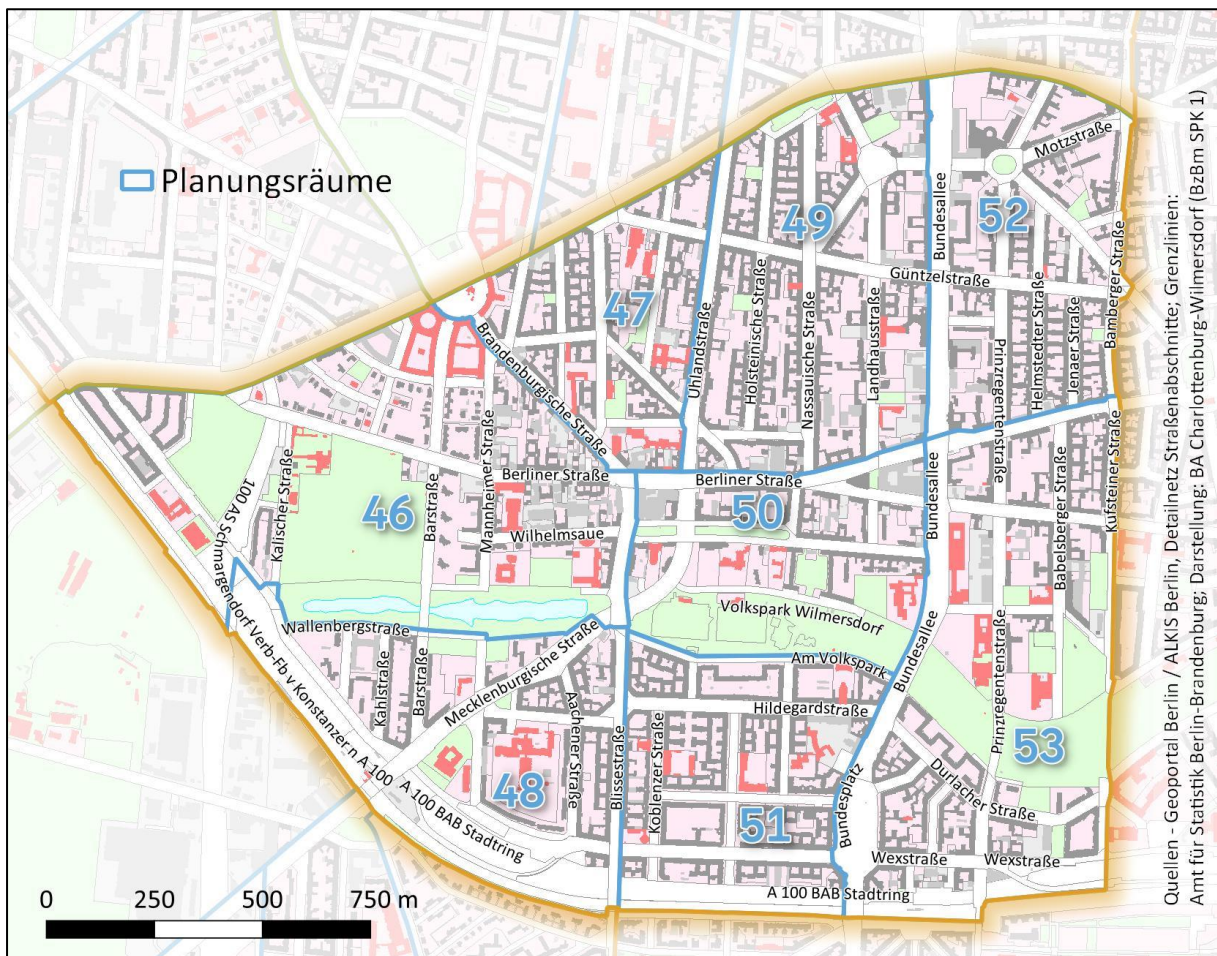 Planungsräume
Motzstraße
49
52
Bundesallee
Bamberger Straße
Güntzelstraße
47
Uhlandstraße
Holsteinische Straße
Nassauische Straße
Landhausstraße
Prinzregentenstraße
Helmstedter Straße
Jenaer Straße
Brandenburgische Straße
Mannheimer Straße
Berliner Straße
Berliner Straße
Bundesallee
Kufsteiner Straße
100 AS Schmargendorf Verb-Fb v Konstanzer n A 100
Kalischer Straße
46
Barstraße
Wilhelmsaue
50
Babelsberger Straße
Volkspark Wilmersdorf
Wallenbergstraße
Am Volkspark
Bundesallee
Kahlstraße
Barstraße
Mecklenburgische Straße
Aachener Straße
Hildegardstraße
Prinzregentenstraße
53
Blissestraße
Koblenzer Straße
Durlacher Straße
48
51
Bundesplatz
A 100 BAB Stadtring
Wexstraße
Wexstraße
A 100 BAB Stadtring
0 250 500 750 m
Quellen - Geoportal Berlin / ALKIS Berlin, Detailnetz Straßenabschnitte; Grenzlinien:
Amt für Statistik Berlin-Brandenburg; Darstellung: BA Charlottenburg-Wilmersdorf (BzBm SPK 1)